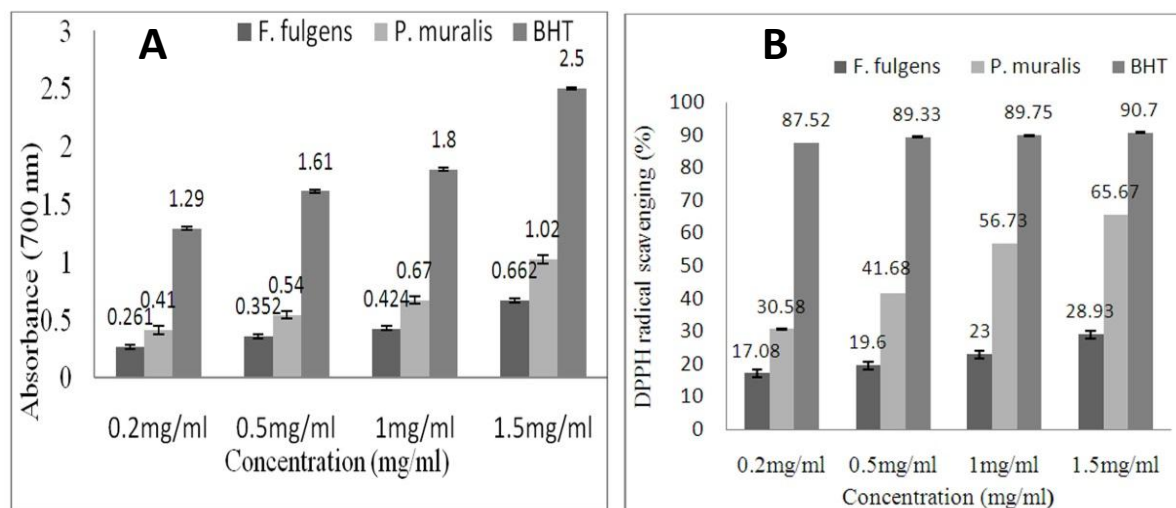 A
F. fulgens P. muralis BHT
Absorbance (700 nm)
3
2.5
2
1.5
1
0.5
0
0.261 0.41 1.29
0.352 0.54 1.61
0.424 0.67 1.8
0.662 1.02 2.5
0.2mg/ml 0.5mg/ml 1mg/ml 1.5mg/ml
Concentration (mg/ml)
B
F. fulgens P. muralis BHT
DPPH radical scavenging (%)
100
90
80
70
60
50
40
30
20
10
0
17.08 30.58 87.52
19.6 41.68 89.33
23 56.73 89.75
28.93 65.67 90.7
0.2mg/ml 0.5mg/ml 1mg/ml 1.5mg/ml
Concentration (mg/ml)